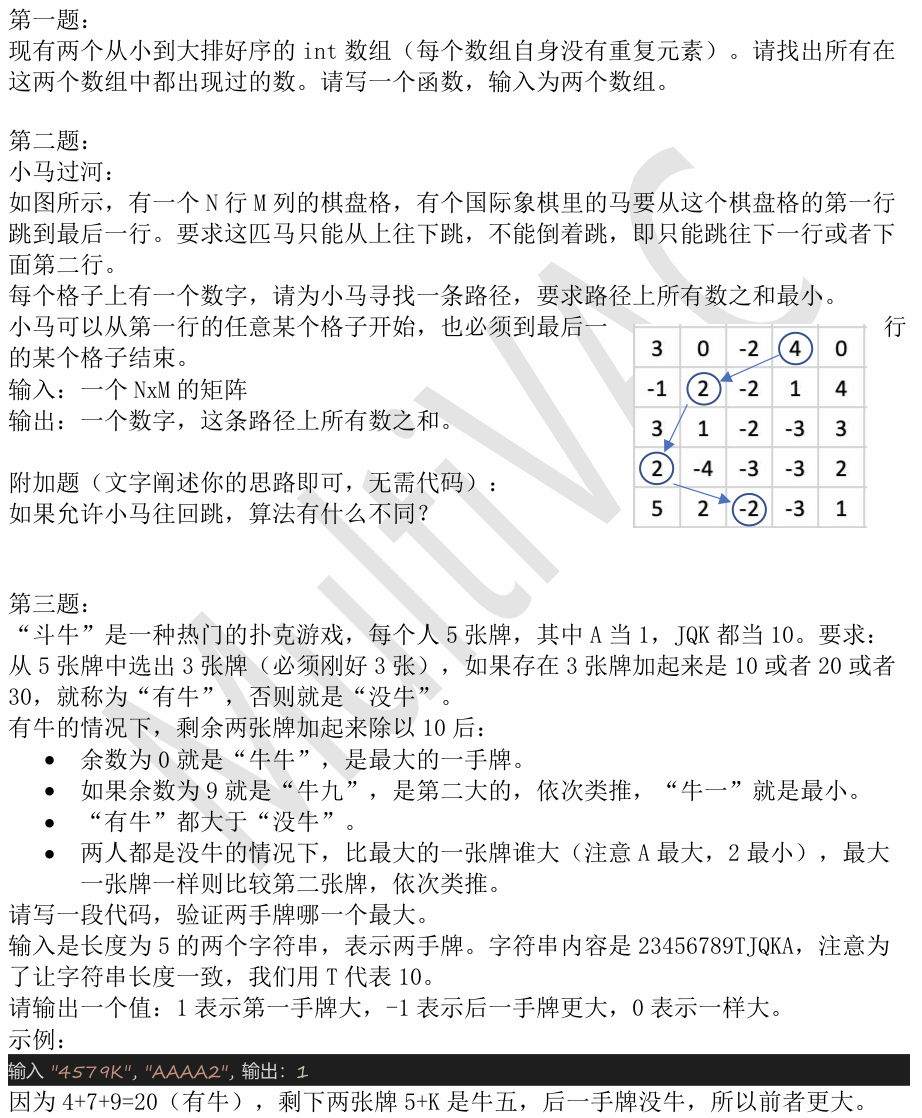 第一题：
现有两个从小到大排好序的 int 数组（每个数组自身没有重复元素）。请找出所有在
这两个数组中都出现过的数。请写一个函数，输入为两个数组。
第二题：
小马过河：
如图所示，有一个 N 行 M 列的棋盘格，有个国际象棋里的马要从这个棋盘格的第一行
跳到最后一行。要求这匹马只能从上往下跳，不能倒着跳，即只能跳往下一行或者下
面第二行。
每个格子上有一个数字，请为小马寻找一条路径，要求路径上所有数之和最小。
小马可以从第一行的任意某个格子开始，也必须到最后一 行
的某个格子结束。
输入：一个 NxM 的矩阵
输出：一个数字，这条路径上所有数之和。
3 0 -2 4 0
-1 2 -2 1 4
3 1 -2 -3 3
2 -4 -3 -3 2
5 2 -2 -3 1
附加题（文字阐述你的思路即可，无需代码）：
如果允许小马往回跳，算法有什么不同？
第三题：
“斗牛”是一种热门的扑克游戏，每个人 5 张牌，其中 A 当 1，JQK 都当 10。要求：
从 5 张牌中选出 3 张牌（必须刚好 3 张），如果存在 3 张牌加起来是 10 或者 20 或者
30，就称为“有牛”，否则就是“没牛”。
有牛的情况下，剩余两张牌加起来除以 10 后：
• 余数为 0 就是“牛牛”，是最大的一手牌。
• 如果余数为 9 就是“牛九”，是第二大的，依次类推，“牛一”就是最小。
• “有牛”都大于“没牛”。
• 两人都是没牛的情况下，比最大的一张牌谁大（注意 A 最大，2 最小），最大
一张牌一样则比较第二张牌，依次类推。
请写一段代码，验证两手牌哪一个最大。
输入是长度为 5 的两个字符串，表示两手牌。字符串内容是 23456789TJQKA，注意为
了让字符串长度一致，我们用 T 代表 10。
请输出一个值：1 表示第一手牌大，-1 表示后一手牌更大，0 表示一样大。
示例：
输入 "4579K", "AAAA2", 输出：1
因为 4+7+9=20（有牛），剩下两张牌 5+K 是牛五，后一手牌没牛，所以前者更大。
MultiVAC